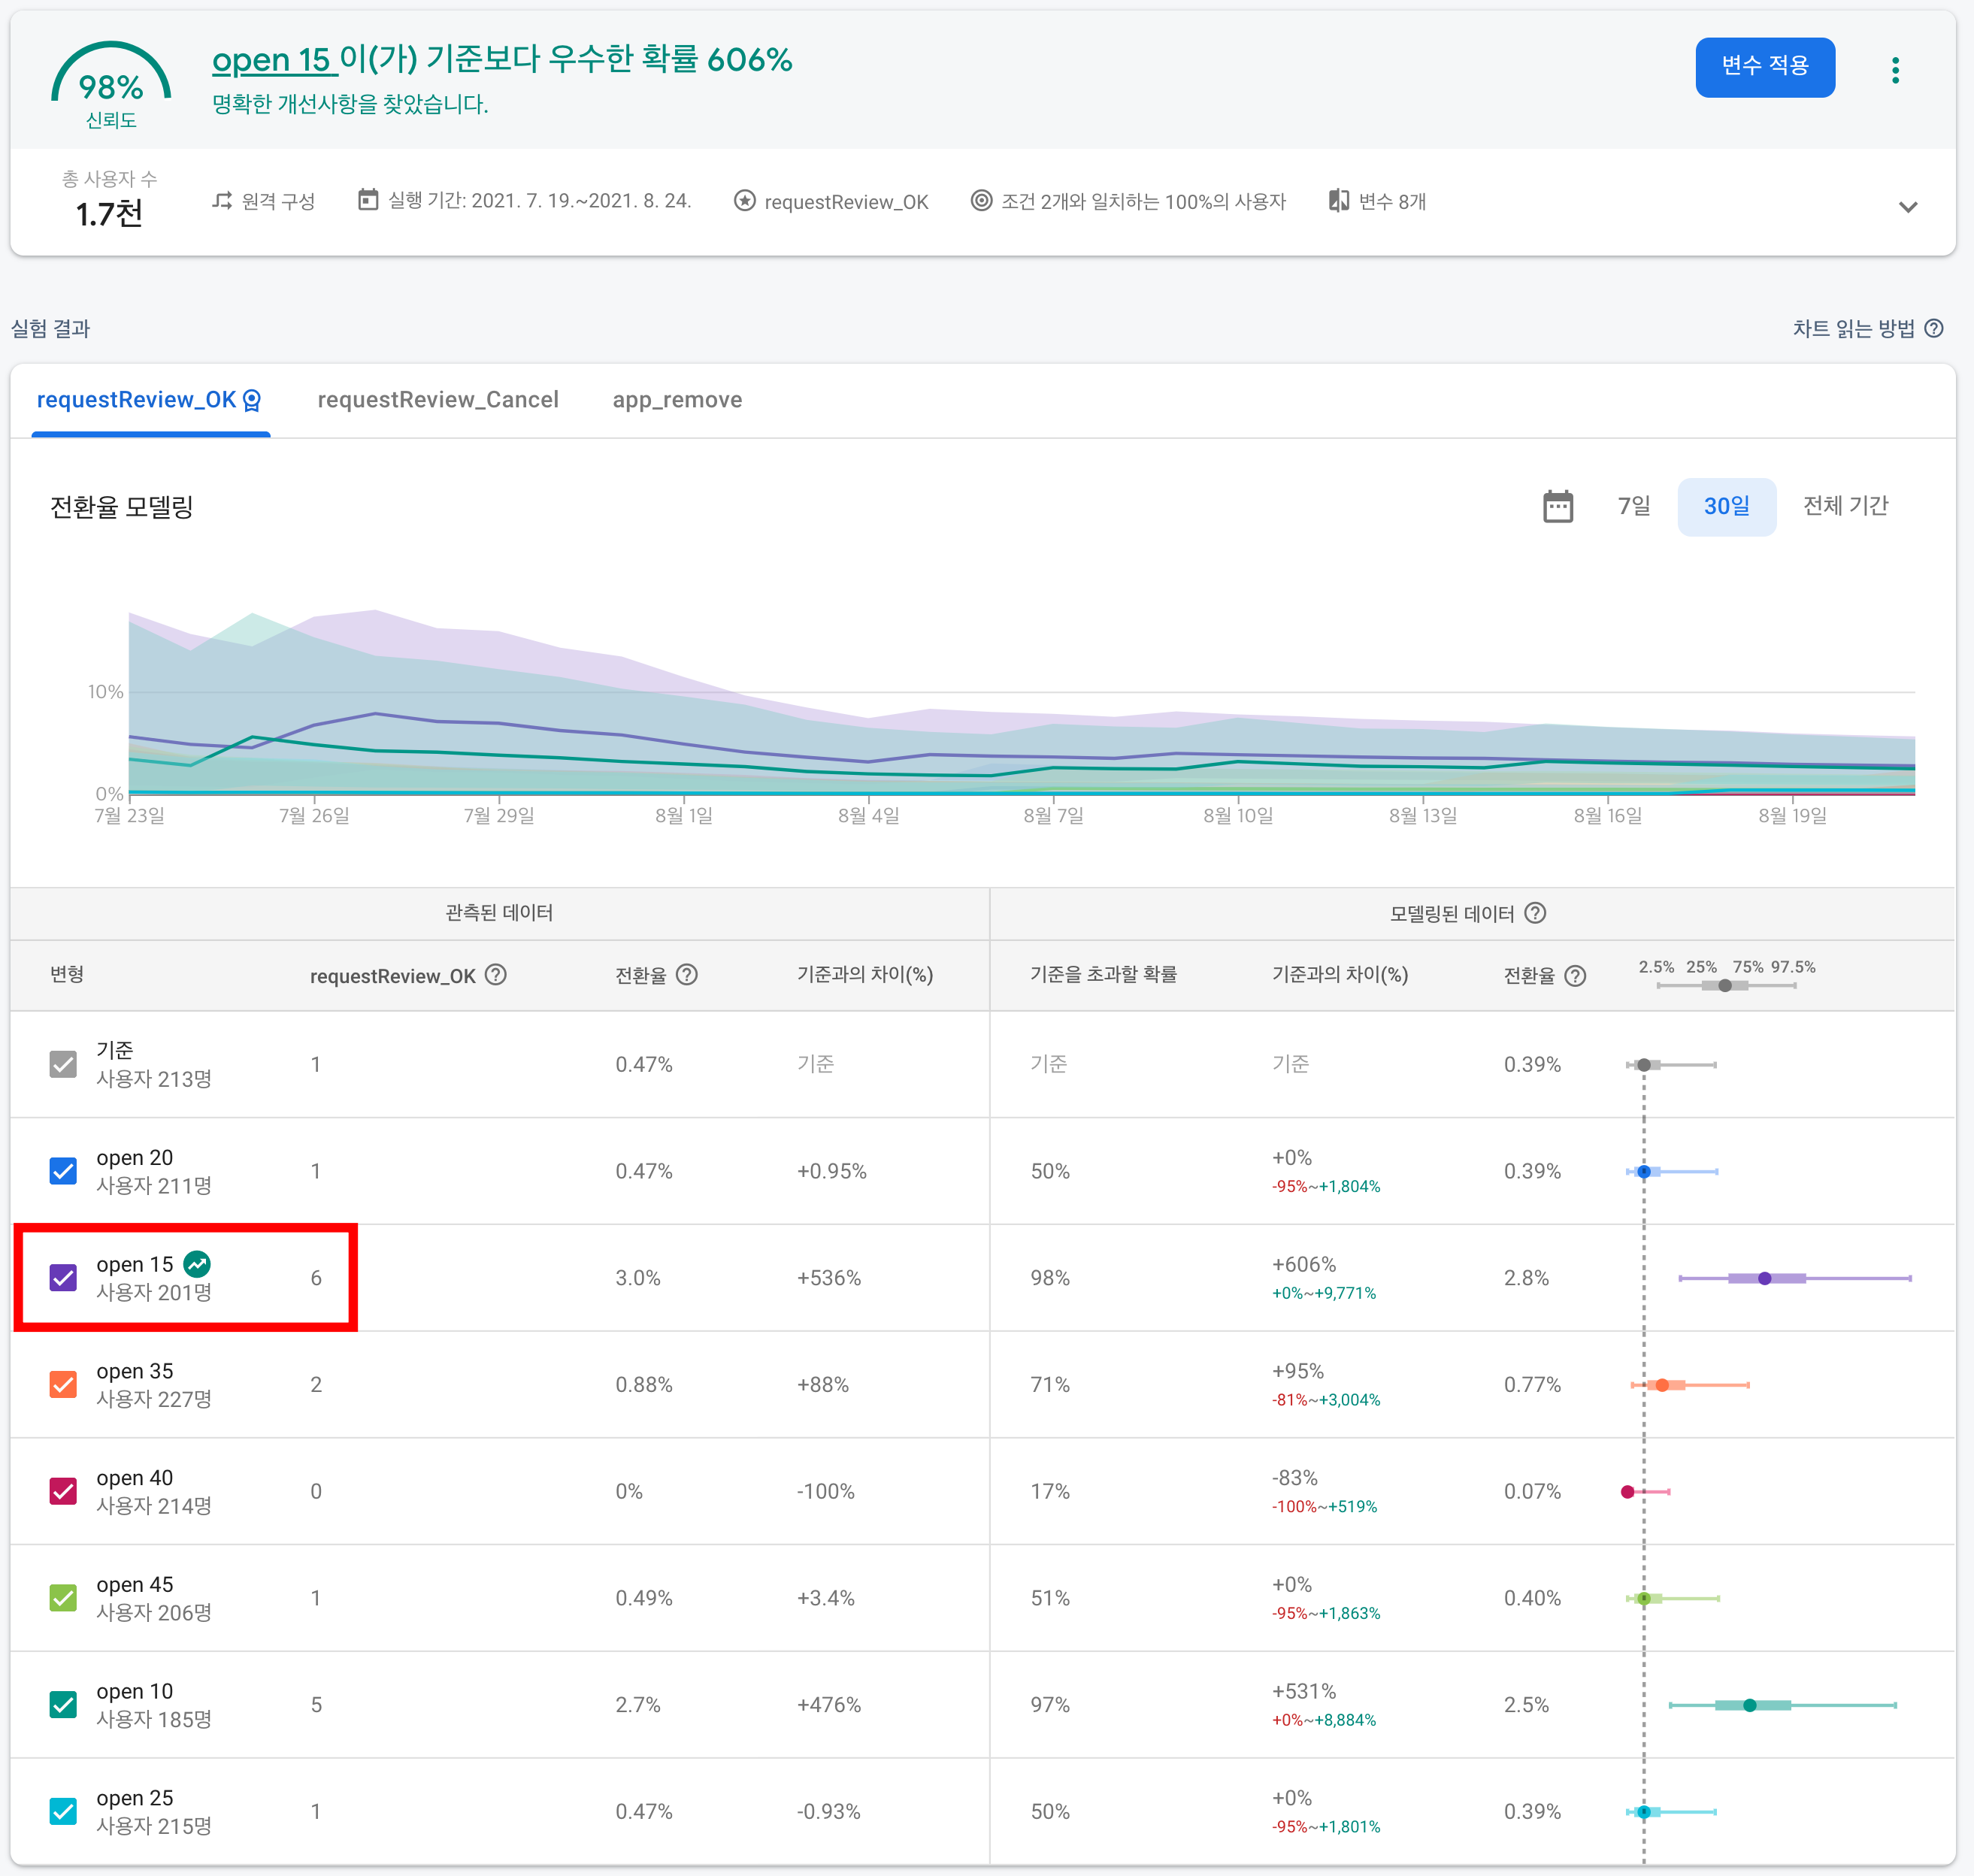 98%
신뢰도
open 15 이(가) 기준보다 우수한 확률 606%
명확한 개선사항을 찾았습니다.
변수 적용
총 사용자 수
1.7천
원격 구성
실행 기간: 2021. 7. 19.~2021. 8. 24.
requestReview_OK
조건 2개와 일치하는 100%의 사용자
변수 8개
실험 결과
차트 읽는 방법
requestReview_OK
requestReview_Cancel
app_remove
전환율 모델링
7일
30일
전체 기간
10%
0%
7월 23일
7월 26일
7월 29일
8월 1일
8월 4일
8월 7일
8월 10일
8월 13일
8월 16일
8월 19일
관측된 데이터
모델링된 데이터
변형
requestReview_OK
전환율
기준과의 차이(%)
기준을 초과할 확률
기준과의 차이(%)
전환율
2.5% 25% 75% 97.5%
기준
사용자 213명
1
0.47%
기준
기준
기준
0.39%
open 20
사용자 211명
1
0.47%
+0.95%
50%
+0%
-95%~+1,804%
0.39%
open 15
사용자 201명
6
3.0%
+536%
98%
+606%
+0%~+9,771%
2.8%
open 35
사용자 227명
2
0.88%
+88%
71%
+95%
-81%~+3,004%
0.77%
open 40
사용자 214명
0
0%
-100%
17%
-83%
-100%~+519%
0.07%
open 45
사용자 206명
1
0.49%
+3.4%
51%
+0%
-95%~+1,863%
0.40%
open 10
사용자 185명
5
2.7%
+476%
97%
+531%
+0%~+8,884%
2.5%
open 25
사용자 215명
1
0.47%
-0.93%
50%
+0%
-95%~+1,801%
0.39%